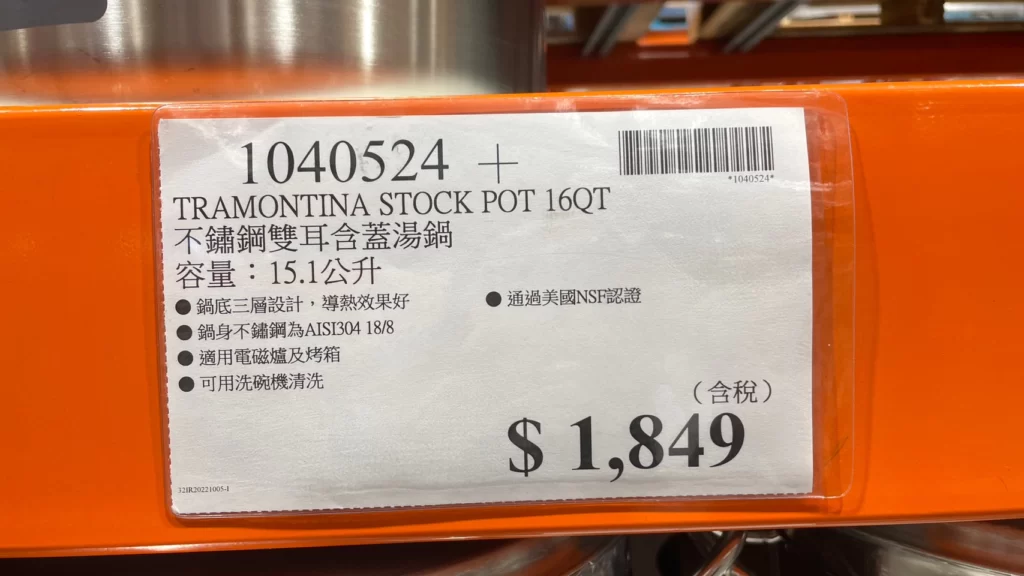 1040524 +
*1040524*
TRAMONTINA STOCK POT 16QT
不鏽鋼雙耳含蓋湯鍋
容量：15.1公升
● 鍋底三層設計，導熱效果好
● 通過美國NSF認證
● 鍋身不鏽鋼為AISI304 18/8
● 適用電磁爐及烤箱
● 可用洗碗機清洗
（含稅）
$ 1,849
32IR20221005-1